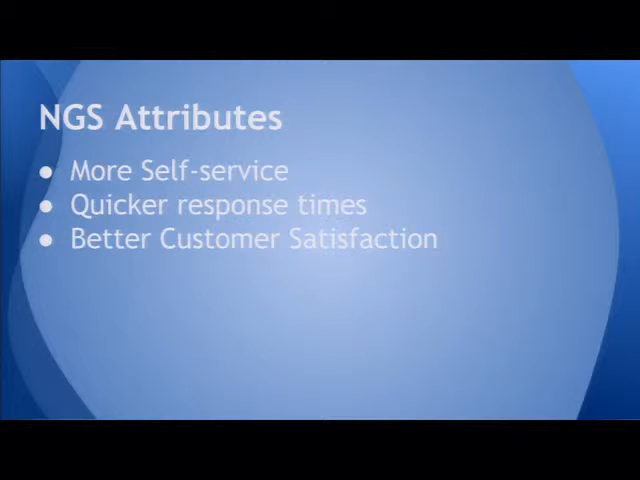 NGS Attributes
● More Self-service
● Quicker response times
● Better Customer Satisfaction